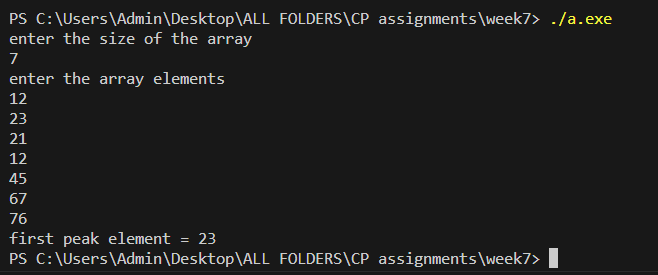 PS C:\Users\Admin\Desktop\ALL FOLDERS\CP assignments\week7> ./a.exe
enter the size of the array
7
enter the array elements
12
23
21
12
45
67
76
first peak element = 23
PS C:\Users\Admin\Desktop\ALL FOLDERS\CP assignments\week7>